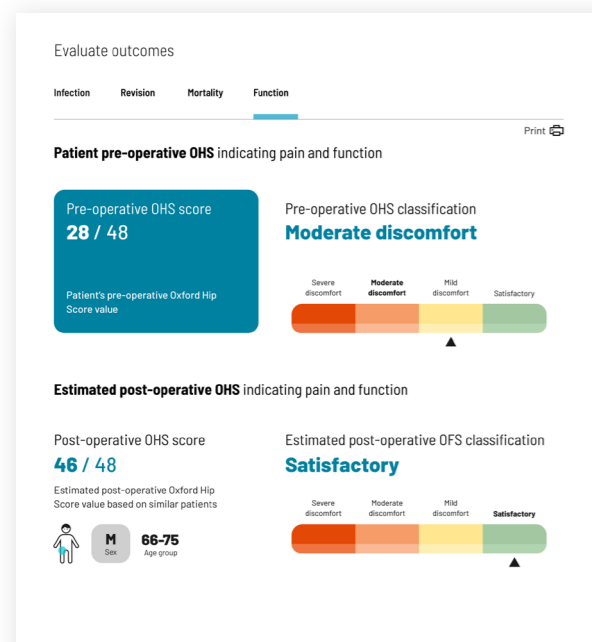 Evaluate outcomes
Infection Revision Mortality Function
Print
Patient pre-operative OHS indicating pain and function
Pre-operative OHS score
28 / 48
Patient's pre-operative Oxford Hip
Score value
Pre-operative OHS classification
Moderate discomfort
Severe discomfort Moderate discomfort Mild discomfort Satisfactory
Estimated post-operative OHS indicating pain and function
Post-operative OHS score
46 / 48
Estimated post-operative Oxford Hip
Score value based on similar patients
M
Sex
66-75
Age group
Estimated post-operative OFS classification
Satisfactory
Severe discomfort Moderate discomfort Mild discomfort Satisfactory